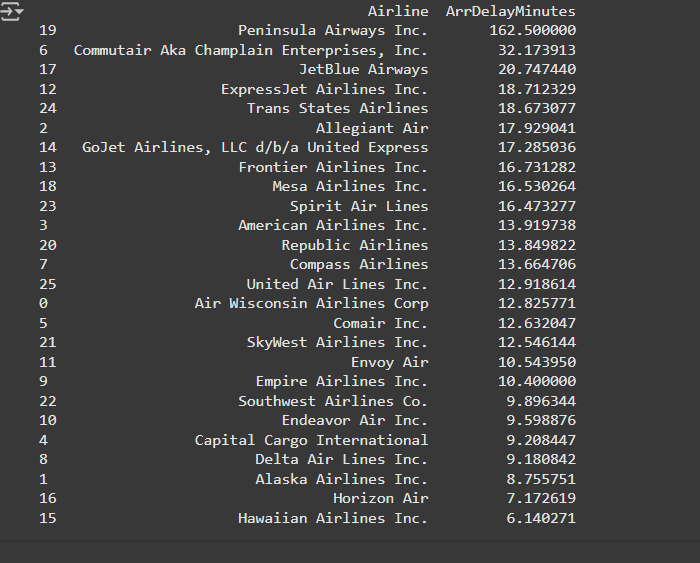 Airline ArrDelayMinutes
19 Peninsula Airways Inc. 162.500000
6 Commutair Aka Champlain Enterprises, Inc. 32.173913
17 JetBlue Airways 20.747440
12 ExpressJet Airlines Inc. 18.712329
24 Trans States Airlines 18.673077
2 Allegiant Air 17.929041
14 GoJet Airlines, LLC d/b/a United Express 17.285036
13 Frontier Airlines Inc. 16.731282
18 Mesa Airlines Inc. 16.530264
23 Spirit Air Lines 16.473277
3 American Airlines Inc. 13.919738
20 Republic Airlines 13.849822
7 Compass Airlines 13.664706
25 United Air Lines Inc. 12.918614
0 Air Wisconsin Airlines Corp 12.825771
5 Comair Inc. 12.632047
21 SkyWest Airlines Inc. 12.546144
11 Envoy Air 10.543950
9 Empire Airlines Inc. 10.400000
22 Southwest Airlines Co. 9.896344
10 Endeavor Air Inc. 9.598876
4 Capital Cargo International 9.208447
8 Delta Air Lines Inc. 9.180842
1 Alaska Airlines Inc. 8.755751
16 Horizon Air 7.172619
15 Hawaiian Airlines Inc. 6.140271